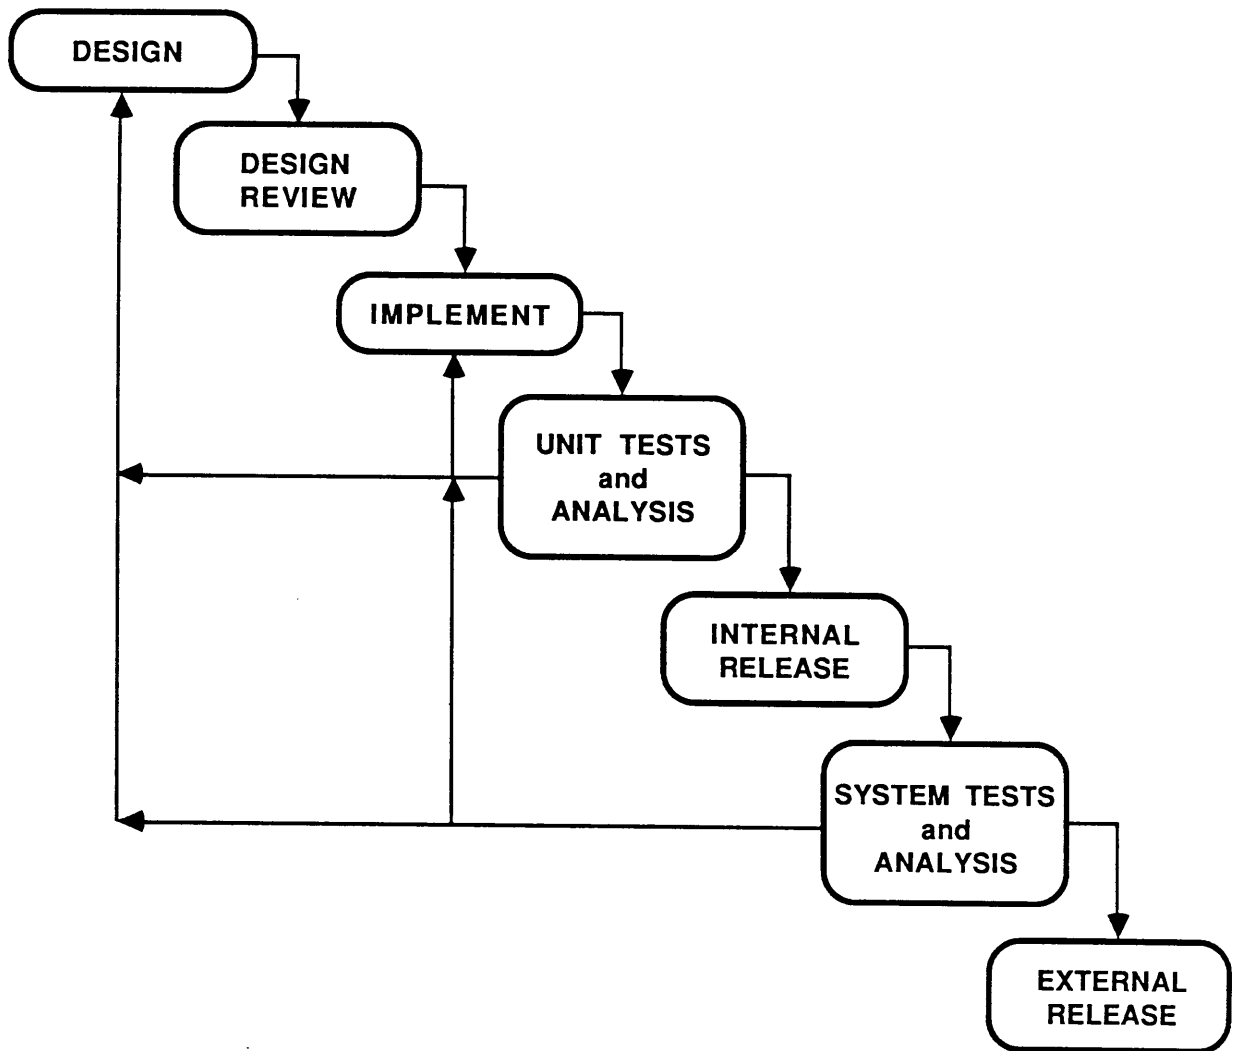 DESIGN
DESIGN
REVIEW
IMPLEMENT
UNIT TESTS
and
ANALYSIS
INTERNAL
RELEASE
SYSTEM TESTS
and
ANALYSIS
EXTERNAL
RELEASE